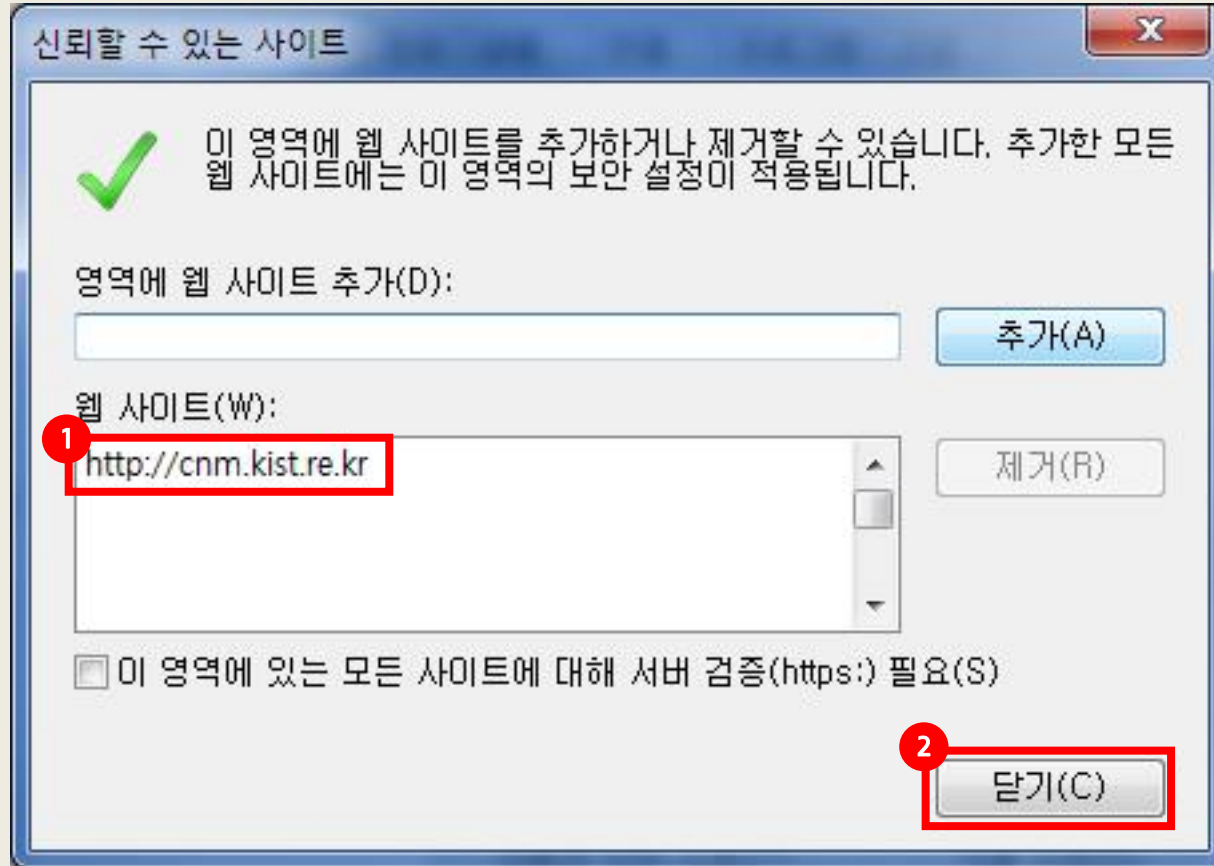 신뢰할 수 있는 사이트
X
이 영역에 웹 사이트를 추가하거나 제거할 수 있습니다. 추가한 모든
웹 사이트에는 이 영역의 보안 설정이 적용됩니다.
영역에 웹 사이트 추가(D):
추가(A)
웹 사이트(W):
1
http://cnm.kist.re.kr
제거(R)
이 영역에 있는 모든 사이트에 대해 서버 검증(https:) 필요(S)
2
닫기(C)